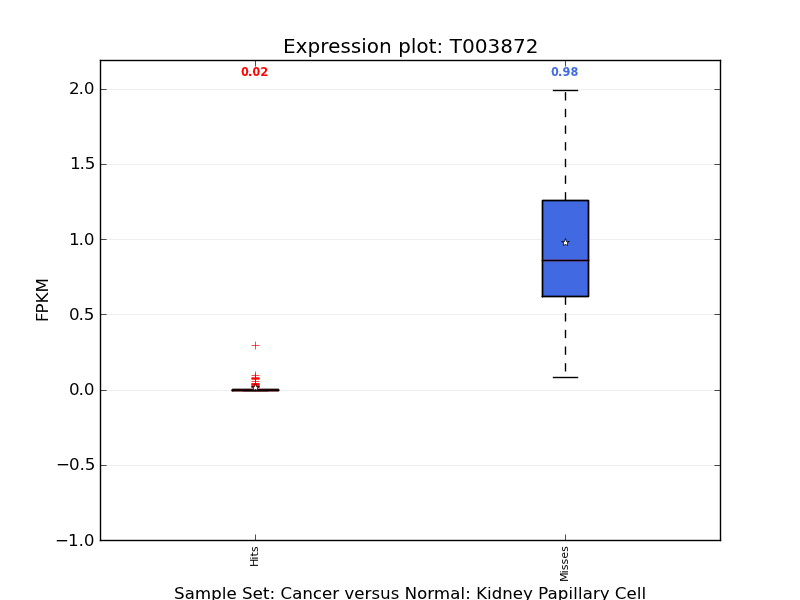 Expression plot: T003872
0.02
0.98
2.0
1.5
1.0
0.5
0.0
−0.5
−1.0
FPKM
Hits
Misses
Sample Set: Cancer versus Normal: Kidney Papillary Cell